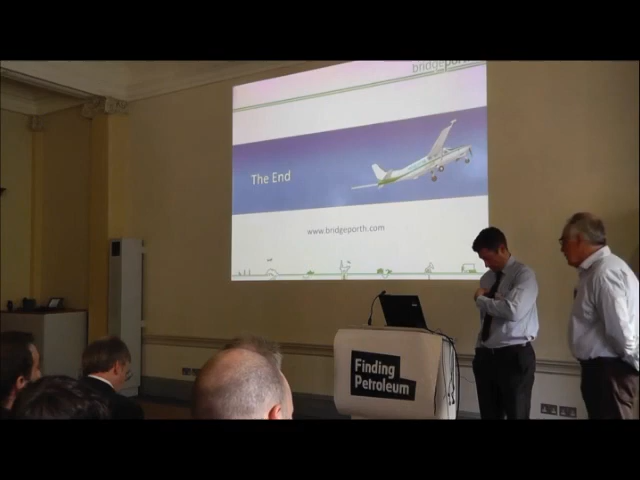 bridgeporth
The End
www.bridgeporth.com
Finding
Petroleum